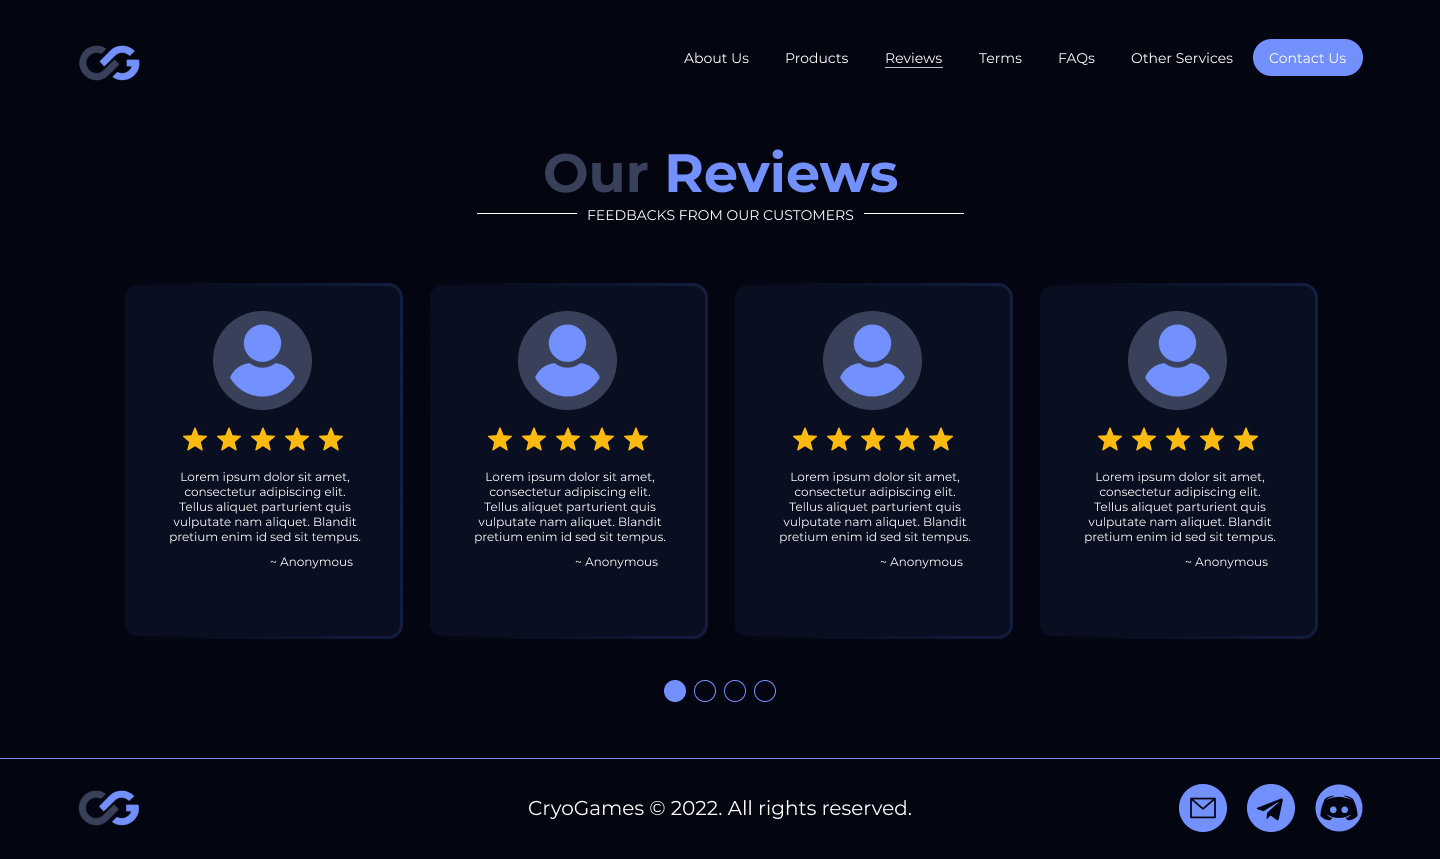 About Us Products Reviews Terms FAQs Other Services Contact Us
Our Reviews
FEEDBACKS FROM OUR CUSTOMERS
Lorem ipsum dolor sit amet,
consectetur adipiscing elit.
Tellus aliquet parturient quis
vulputate nam aliquet. Blandit
pretium enim id sed sit tempus.
~ Anonymous
Lorem ipsum dolor sit amet,
consectetur adipiscing elit.
Tellus aliquet parturient quis
vulputate nam aliquet. Blandit
pretium enim id sed sit tempus.
~ Anonymous
Lorem ipsum dolor sit amet,
consectetur adipiscing elit.
Tellus aliquet parturient quis
vulputate nam aliquet. Blandit
pretium enim id sed sit tempus.
~ Anonymous
Lorem ipsum dolor sit amet,
consectetur adipiscing elit.
Tellus aliquet parturient quis
vulputate nam aliquet. Blandit
pretium enim id sed sit tempus.
~ Anonymous
CryoGames © 2022. All rights reserved.